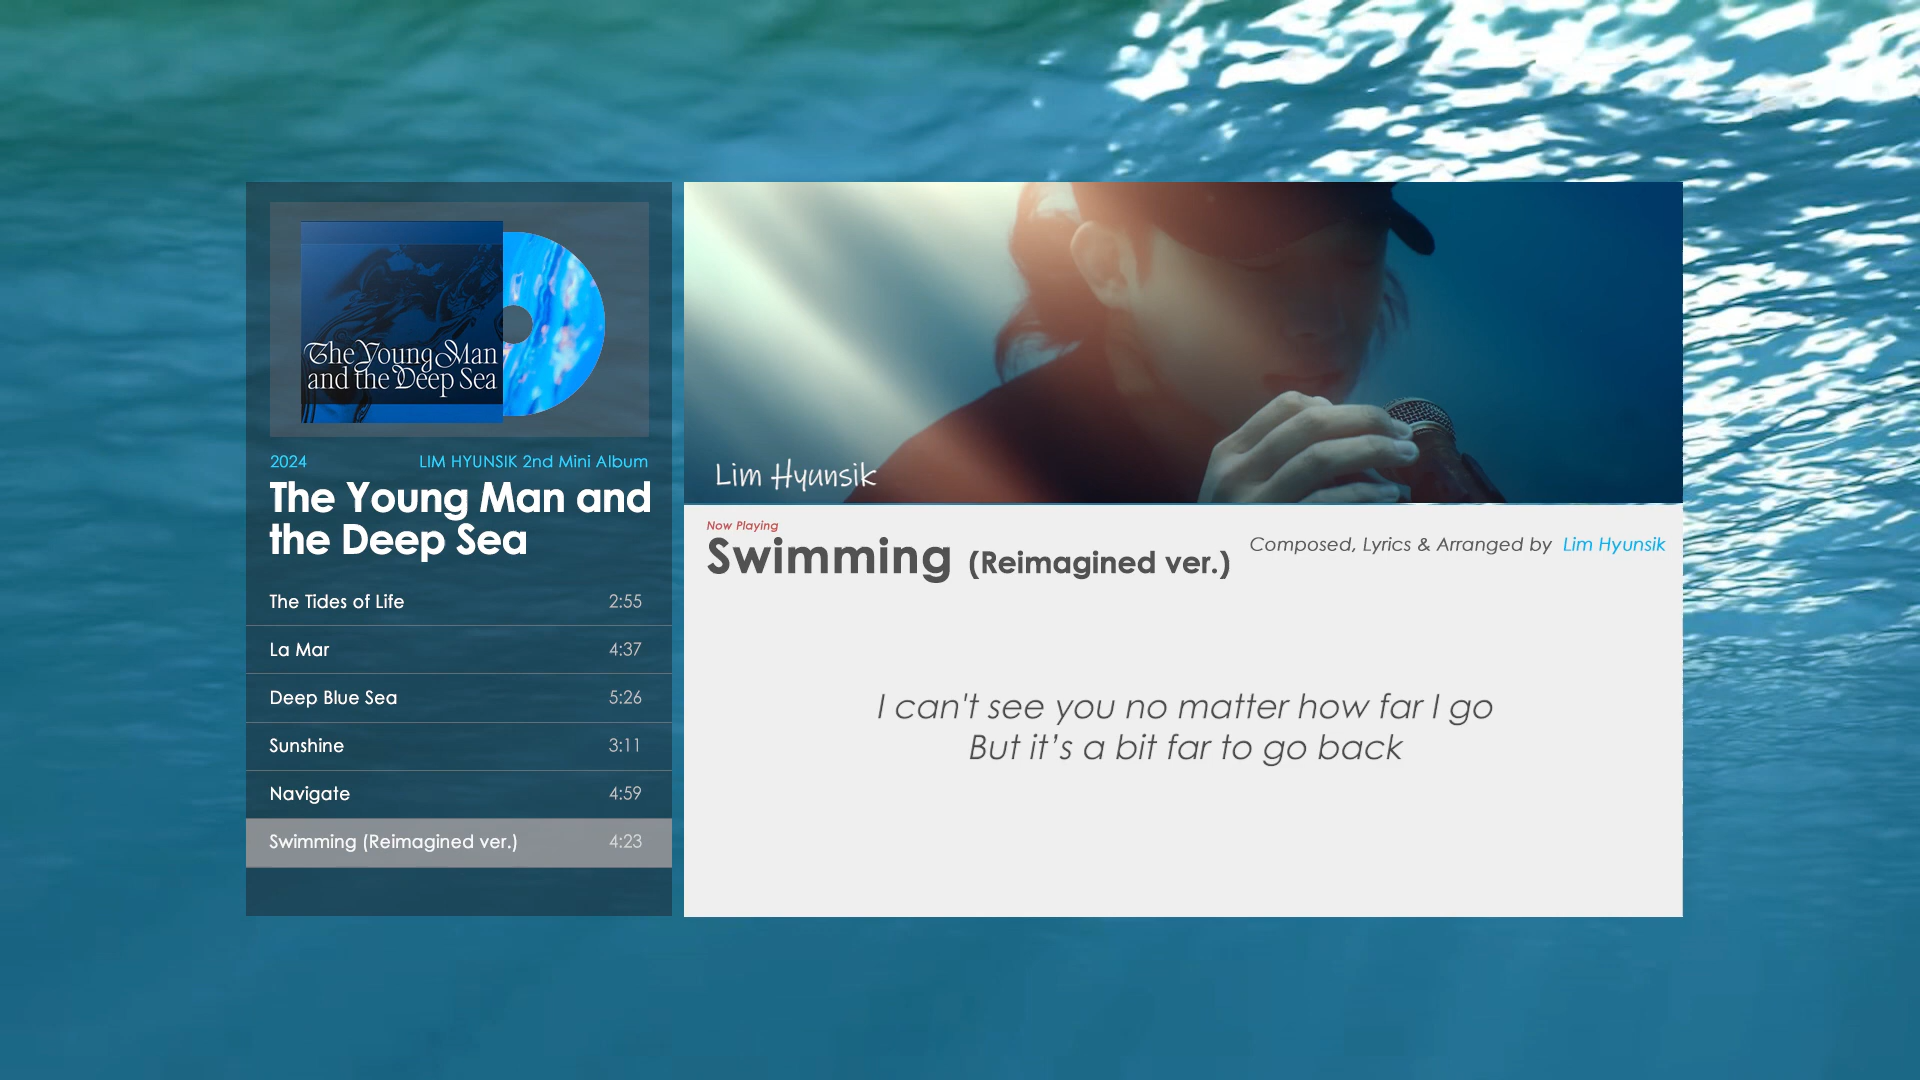 The Young Man
and the Deep Sea
2024
LIM HYUNSIK 2nd Mini Album
The Young Man and
the Deep Sea
The Tides of Life 2:55
La Mar 4:37
Deep Blue Sea 5:26
Sunshine 3:11
Navigate 4:59
Swimming (Reimagined ver.) 4:23
Lim Hyunsik
Now Playing
Swimming (Reimagined ver.)
Composed, Lyrics & Arranged by Lim Hyunsik
I can't see you no matter how far I go
But it’s a bit far to go back